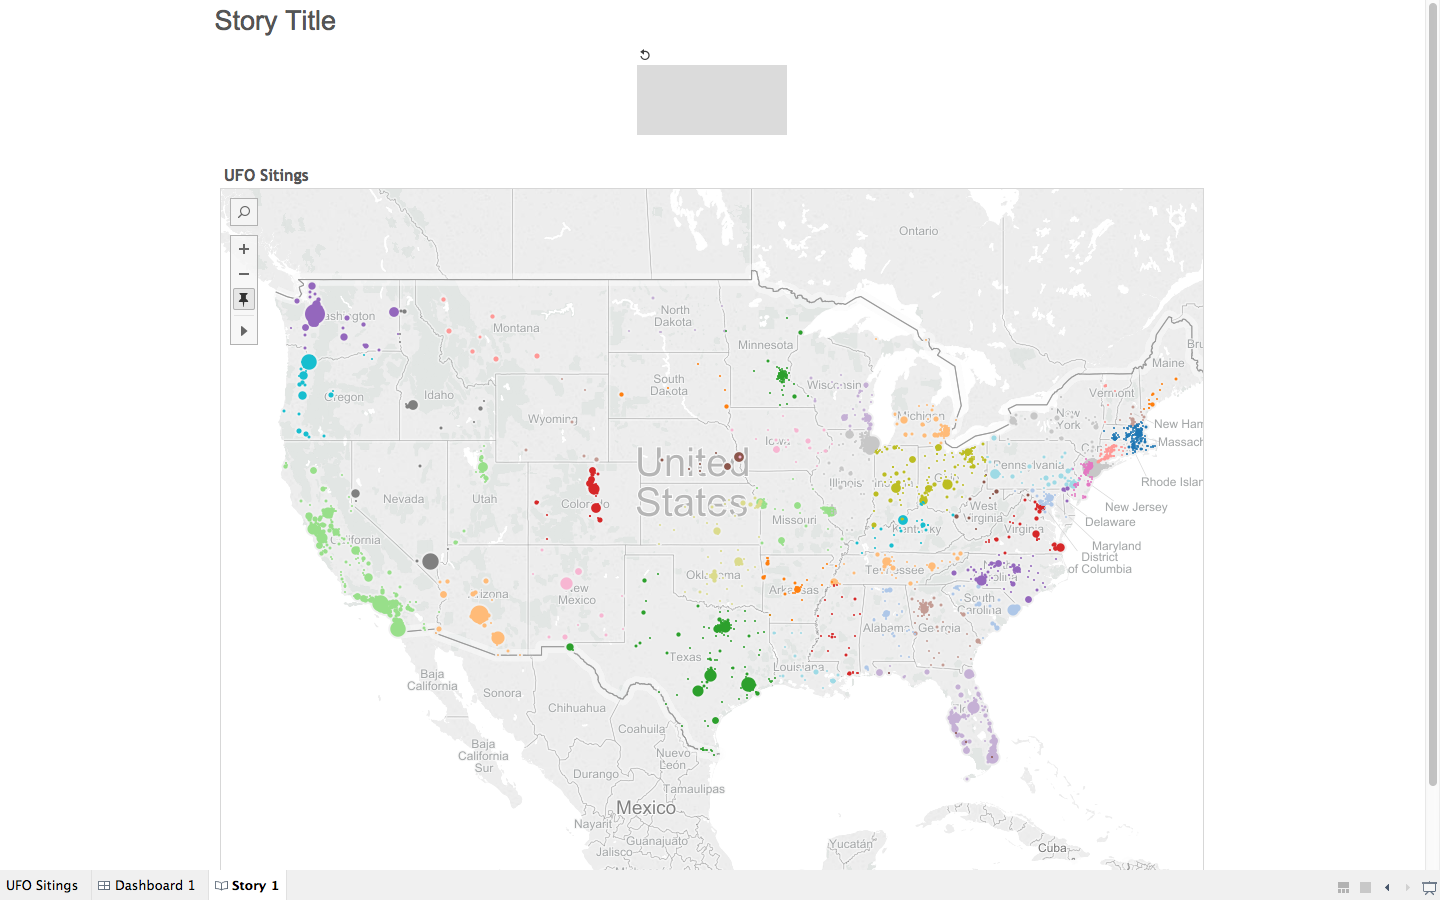 Story Title
UFO Sitings
Ontario
Washington
North
Dakota
Montana
Minnesota
Maine
Bru
South
Dakota
Wisconsin
Vermont
Oregon
Idaho
Wyoming
Michigan
New
York
New Ham
Iowa
Massach
United
States
Pennsylvania
Illinois
Rhode Islan
Nevada
Utah
Colorado
West
Virginia
New Jersey
Missouri
Delaware
California
Kentucky
Virginia
Maryland
District
of Columbia
Oklahoma
Tennessee
Arizona
New
Mexico
Arkansas
South
Carolina
Alabama
Georgia
Texas
Louisiana
Baja
California
Sonora
Chihuahua
Coahuila
Baja
California
Sur
Nuevo
León
Durango
Tamaulipas
Mexico
Nayarit
Guanajuato
Jalisco
Yucatán
Cuba
UFO Sitings
Dashboard 1
Story 1